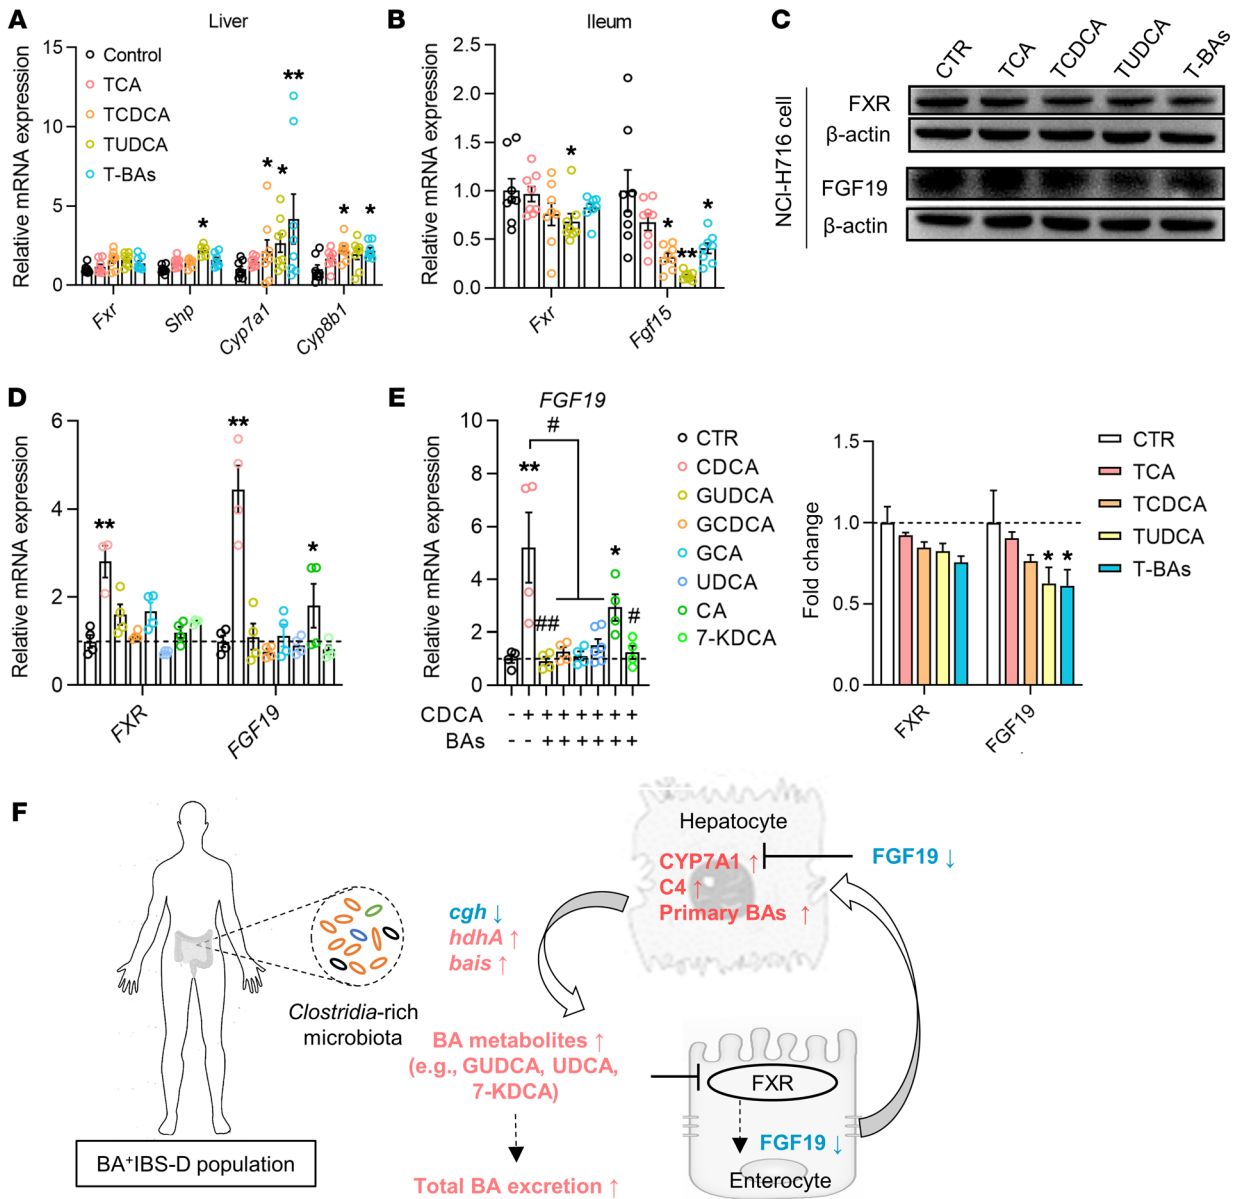 A
Liver
Relative mRNA expression
15
10
5
0
Control
TCA
TCDCA
TUDCA
T-BAs
*
*
*
**
*
*
Fxr
Shp
Cyp7a1
Cyp8b1
B
Ileum
Relative mRNA expression
2.5
2.0
1.5
1.0
0.5
0.0
*
*
**
*
Fxr
Fgf15
C
CTR
TCA
TCDCA
TUDCA
T-BAs
NCI-H716 cell
FXR
β-actin
FGF19
β-actin
D
Relative mRNA expression
6
4
2
0
**
**
*
FXR
FGF19
E
FGF19
Relative mRNA expression
10
8
6
4
2
0
#
**
##
*
#
CDCA - + + + + + + +
BAs - - + + + + + +
CTR
CDCA
GUDCA
GCDCA
GCA
UDCA
CA
7-KDCA
Fold change
1.5
1.0
0.5
0.0
* *
FXR
FGF19
CTR
TCA
TCDCA
TUDCA
T-BAs
F
Hepatocyte
CYP7A1 ↑
C4 ↑
Primary BAs ↑
FGF19 ↓
cgh ↓
hdhA ↑
bais ↑
Clostridia-rich
microbiota
BA metabolites ↑
(e.g., GUDCA, UDCA,
7-KDCA)
FXR
FGF19 ↓
Enterocyte
BA⁺IBS-D population
Total BA excretion ↑